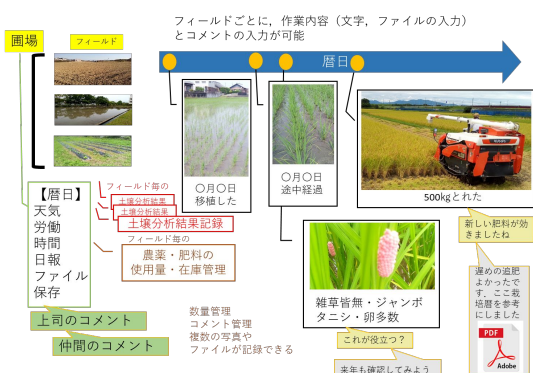 フィールドごとに，作業内容（文字，ファイルの入力）
とコメントの入力が可能
圃場
フィールド
暦日
〇月〇日
移植した
〇月〇日
途中経過
500kgとれた
【暦日】
天気
労働
時間
日報
ファイル
保存
フィールド毎の
土壌分析結果
土壌分析結果
土壌分析結果記録
フィールド毎の
農薬・肥料の
使用量・在庫管理
新しい肥料が効
きましたね
遅めの追肥
よかったで
す．ここ栽
培暦を参考
にしました
PDF
Adobe
雑草皆無・ジャンボ
タニシ・卵多数
上司のコメント
仲間のコメント
数量管理
コメント管理
複数の写真や
ファイルが記録できる
これが役立つ？
来年も確認してみよう